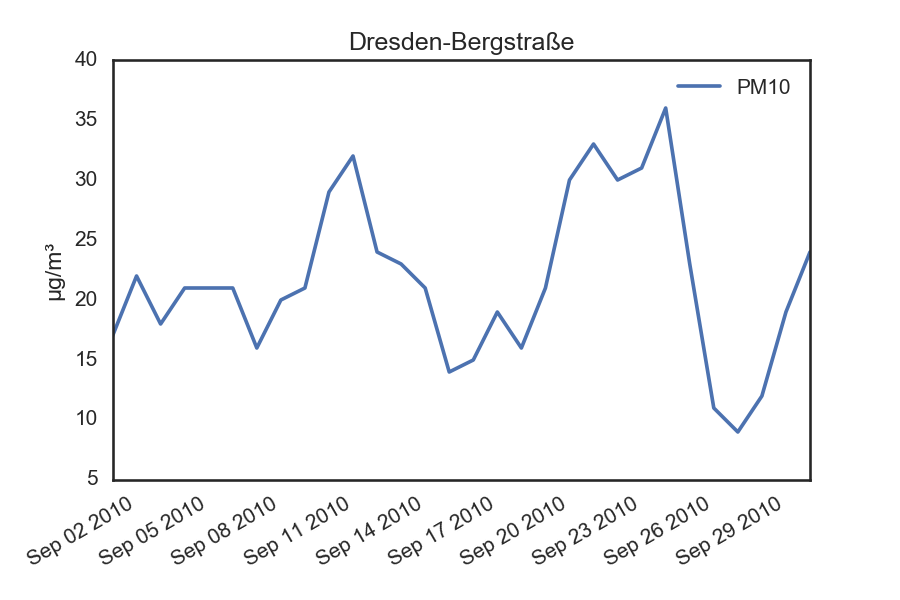 Dresden-Bergstraße
PM10
µg/m³
40
35
30
25
20
15
10
5
Sep 02 2010
Sep 05 2010
Sep 08 2010
Sep 11 2010
Sep 14 2010
Sep 17 2010
Sep 20 2010
Sep 23 2010
Sep 26 2010
Sep 29 2010